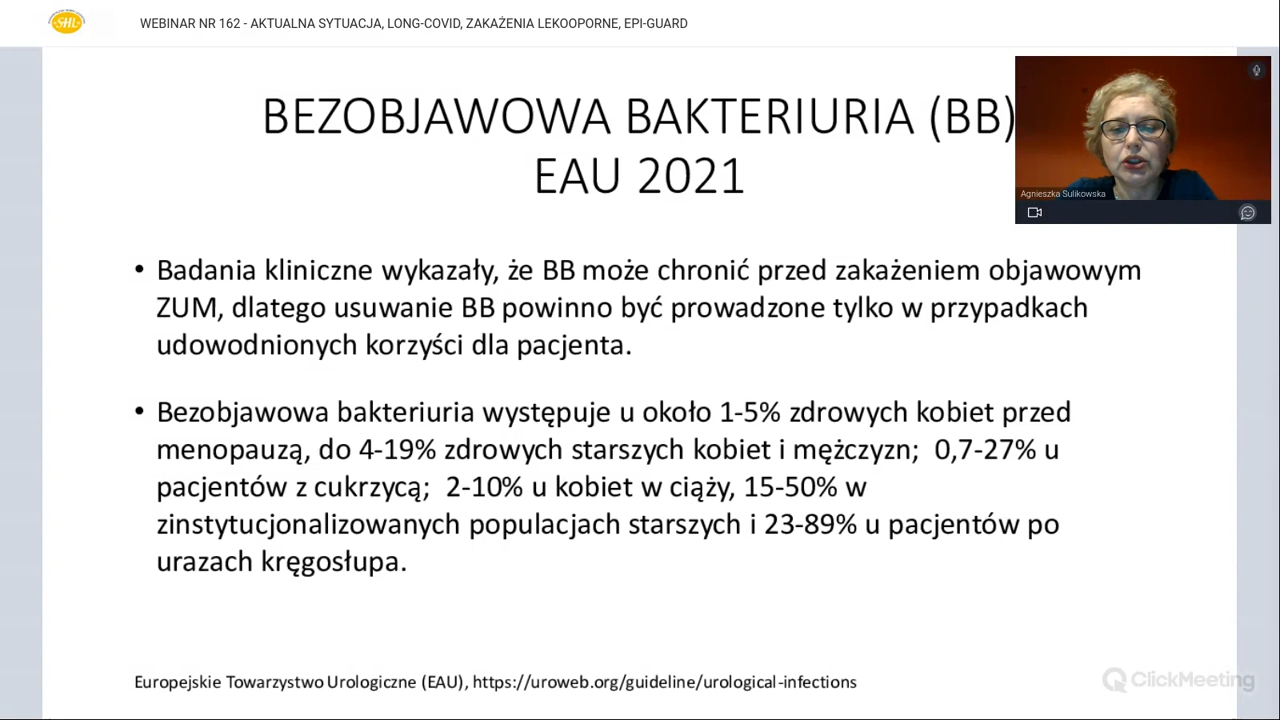 SHL
WEBINAR NR 162 - AKTUALNA SYTUACJA, LONG-COVID, ZAKAŻENIA LEKOOPORNE, EPI-GUARD
BEZOBJAWOWA BAKTERIURIA (BB)
EAU 2021
Agnieszka Sulikowska
• Badania kliniczne wykazały, że BB może chronić przed zakażeniem objawowym
ZUM, dlatego usuwanie BB powinno być prowadzone tylko w przypadkach
udowodnionych korzyści dla pacjenta.
• Bezobjawowa bakteriuria występuje u około 1-5% zdrowych kobiet przed
menopauzą, do 4-19% zdrowych starszych kobiet i mężczyzn; 0,7-27% u
pacjentów z cukrzycą; 2-10% u kobiet w ciąży, 15-50% w
zinstytucjonalizowanych populacjach starszych i 23-89% u pacjentów po
urazach kręgosłupa.
Europejskie Towarzystwo Urologiczne (EAU), https://uroweb.org/guideline/urological-infections
ClickMeeting